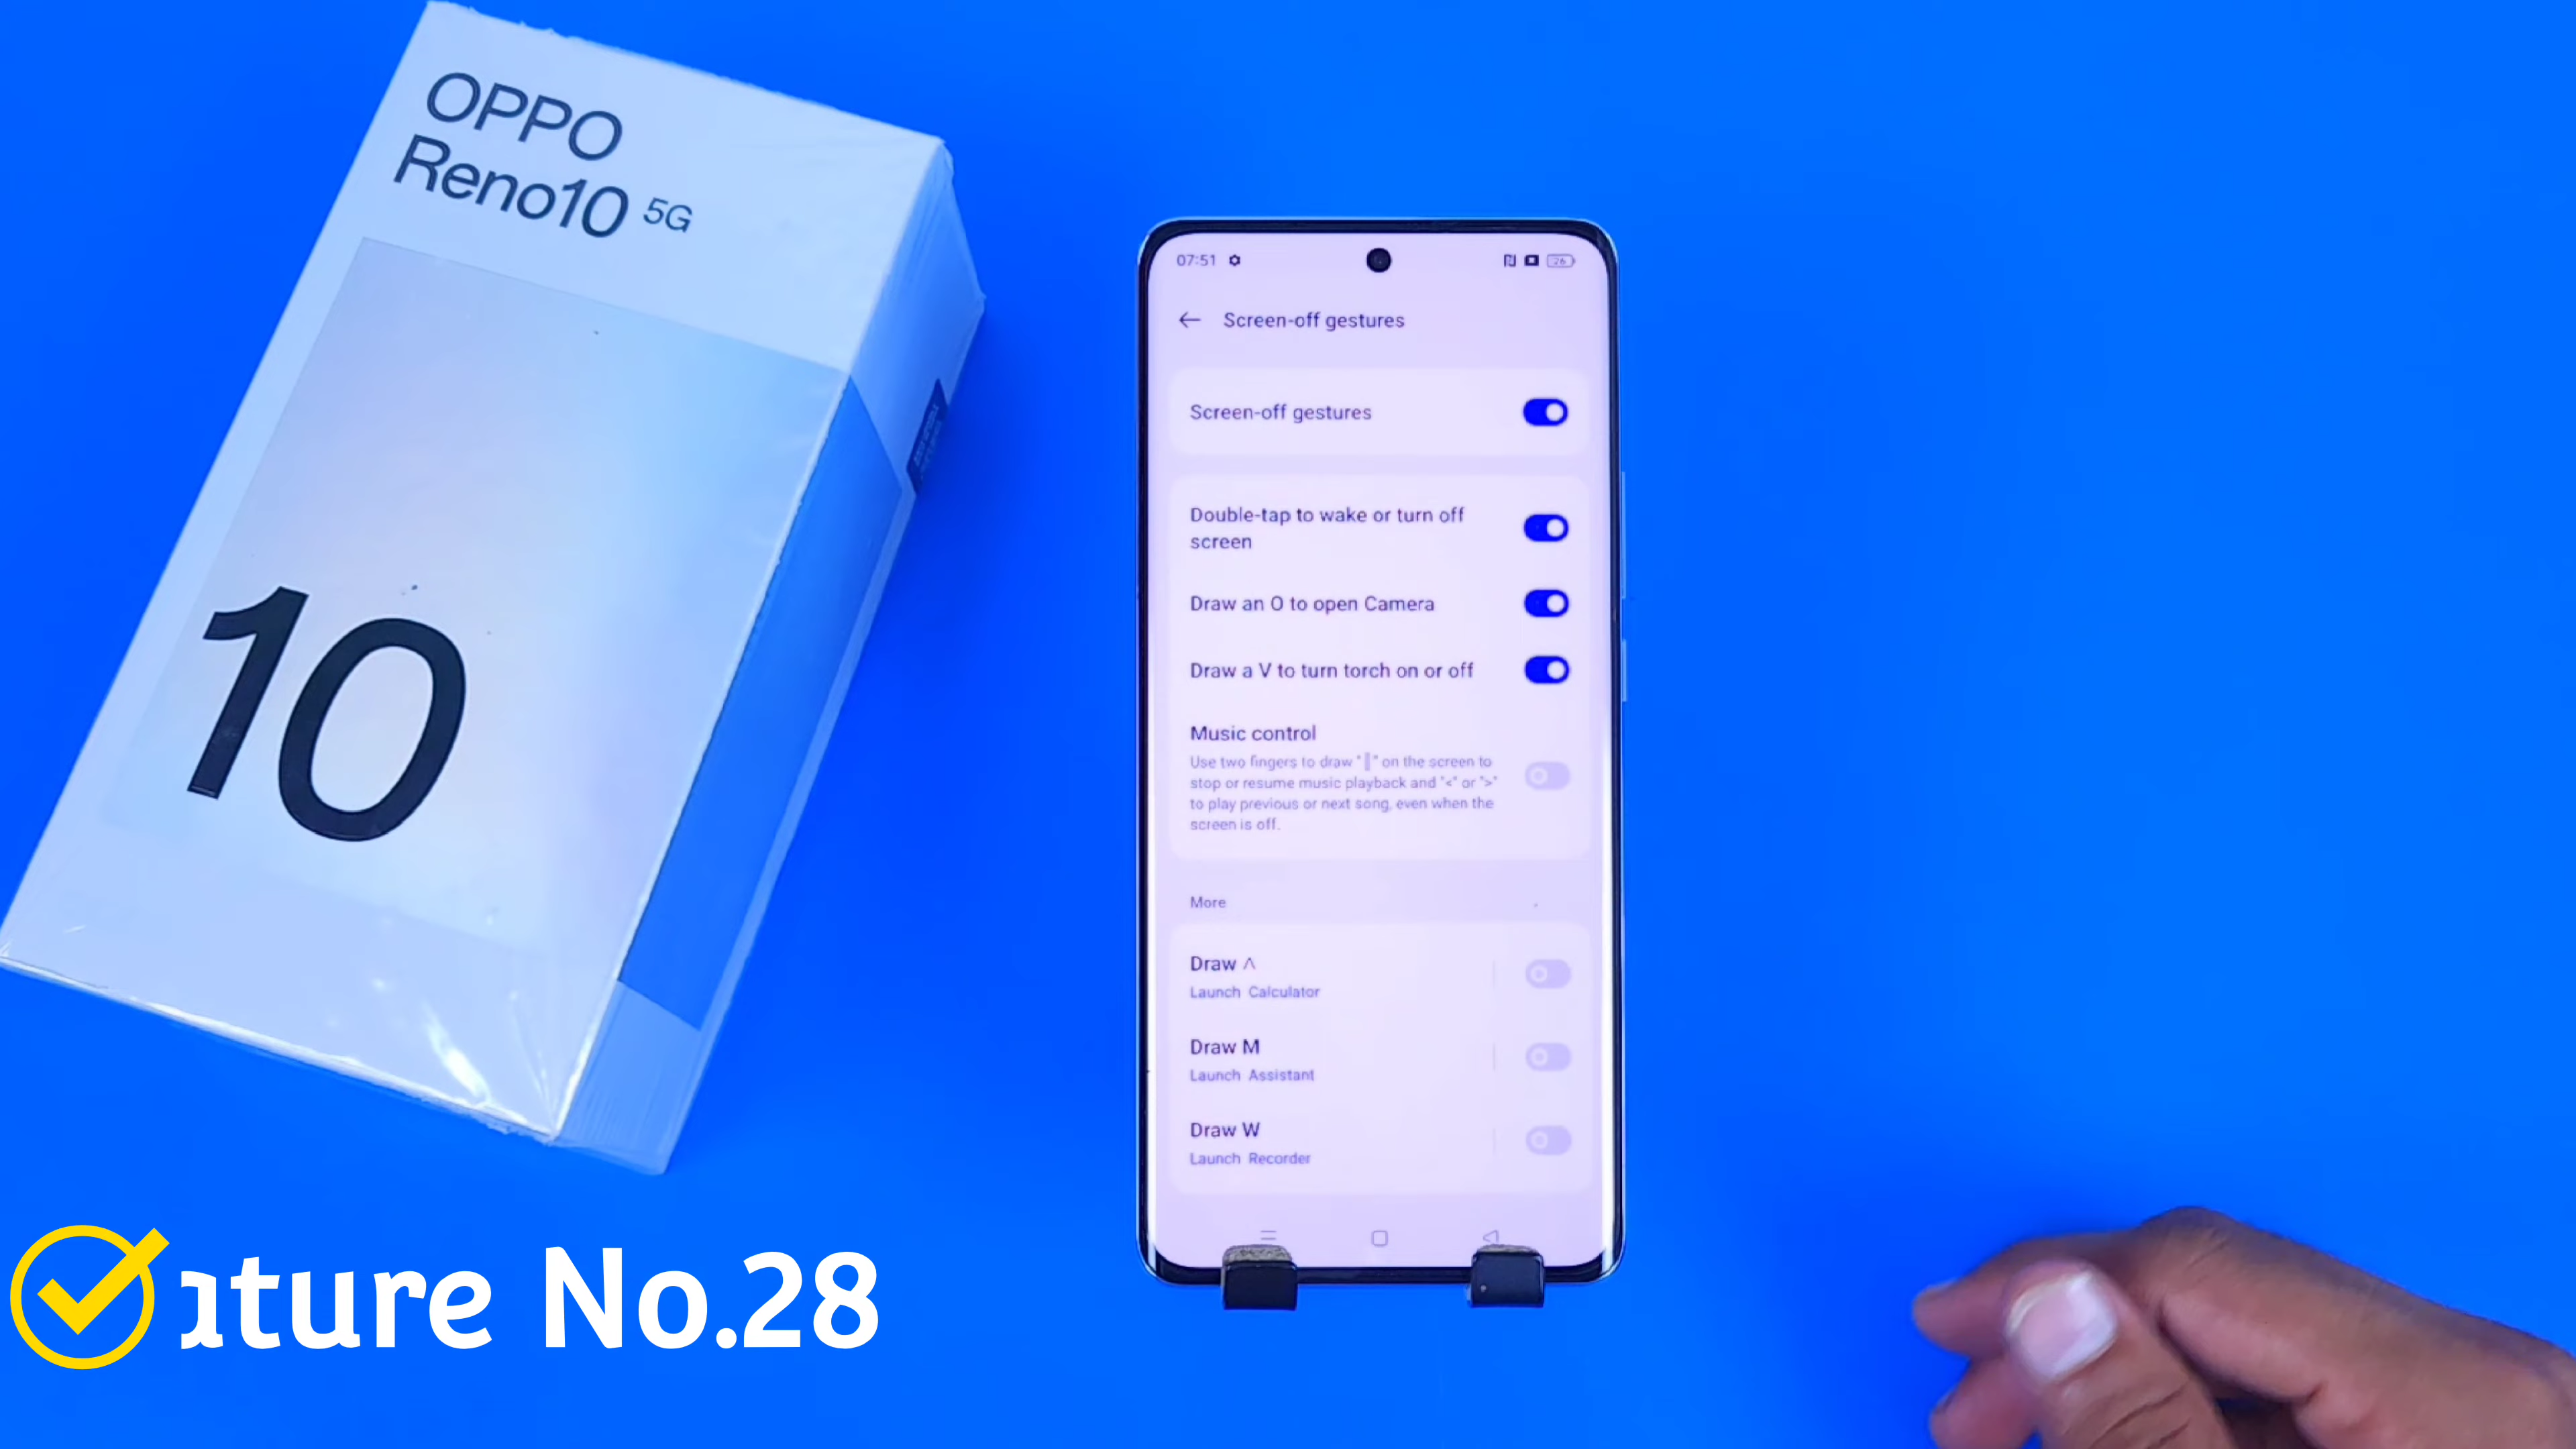 OPPO
Reno10 5G
10
07:51
26
Screen-off gestures
Screen-off gestures
Double-tap to wake or turn off
screen
Draw an O to open Camera
Draw a V to turn torch on or off
Music control
Use two fingers to draw "||" on the screen to
stop or resume music playback and "<" or ">"
to play previous or next song, even when the
screen is off.
More
Draw ∧
Launch Calculator
Draw M
Launch Assistant
Draw W
Launch Recorder
ature No.28